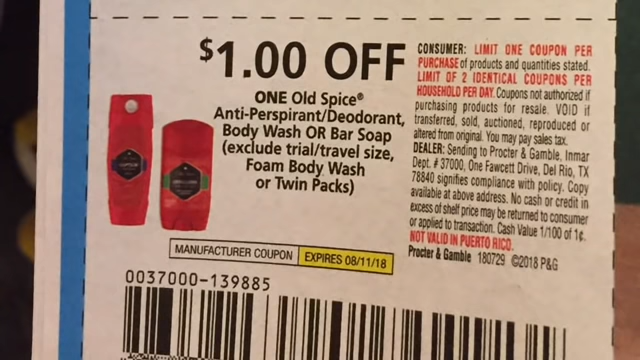 $1.00 OFF
ONE Old Spice®
Anti-Perspirant/Deodorant,
Body Wash OR Bar Soap
(exclude trial/travel size,
Foam Body Wash
or Twin Packs)
MANUFACTURER COUPON EXPIRES 08/11/18
0037000-139885
CONSUMER: LIMIT ONE COUPON PER
PURCHASE of products and quantities stated.
LIMIT OF 2 IDENTICAL COUPONS PER
HOUSEHOLD PER DAY. Coupons not authorized if
purchasing products for resale. VOID if
transferred, sold, auctioned, reproduced or
altered from original. You may pay sales tax.
DEALER: Sending to Procter & Gamble, Inmar
Dept. # 37000, One Fawcett Drive, Del Rio, TX
78840 signifies compliance with policy. Copy
available at above address. No cash or credit in
excess of shelf price may be returned to consumer
or applied to transaction. Cash Value 1/100 of 1¢.
NOT VALID IN PUERTO RICO.
Procter & Gamble 180729 ©2018 P&G